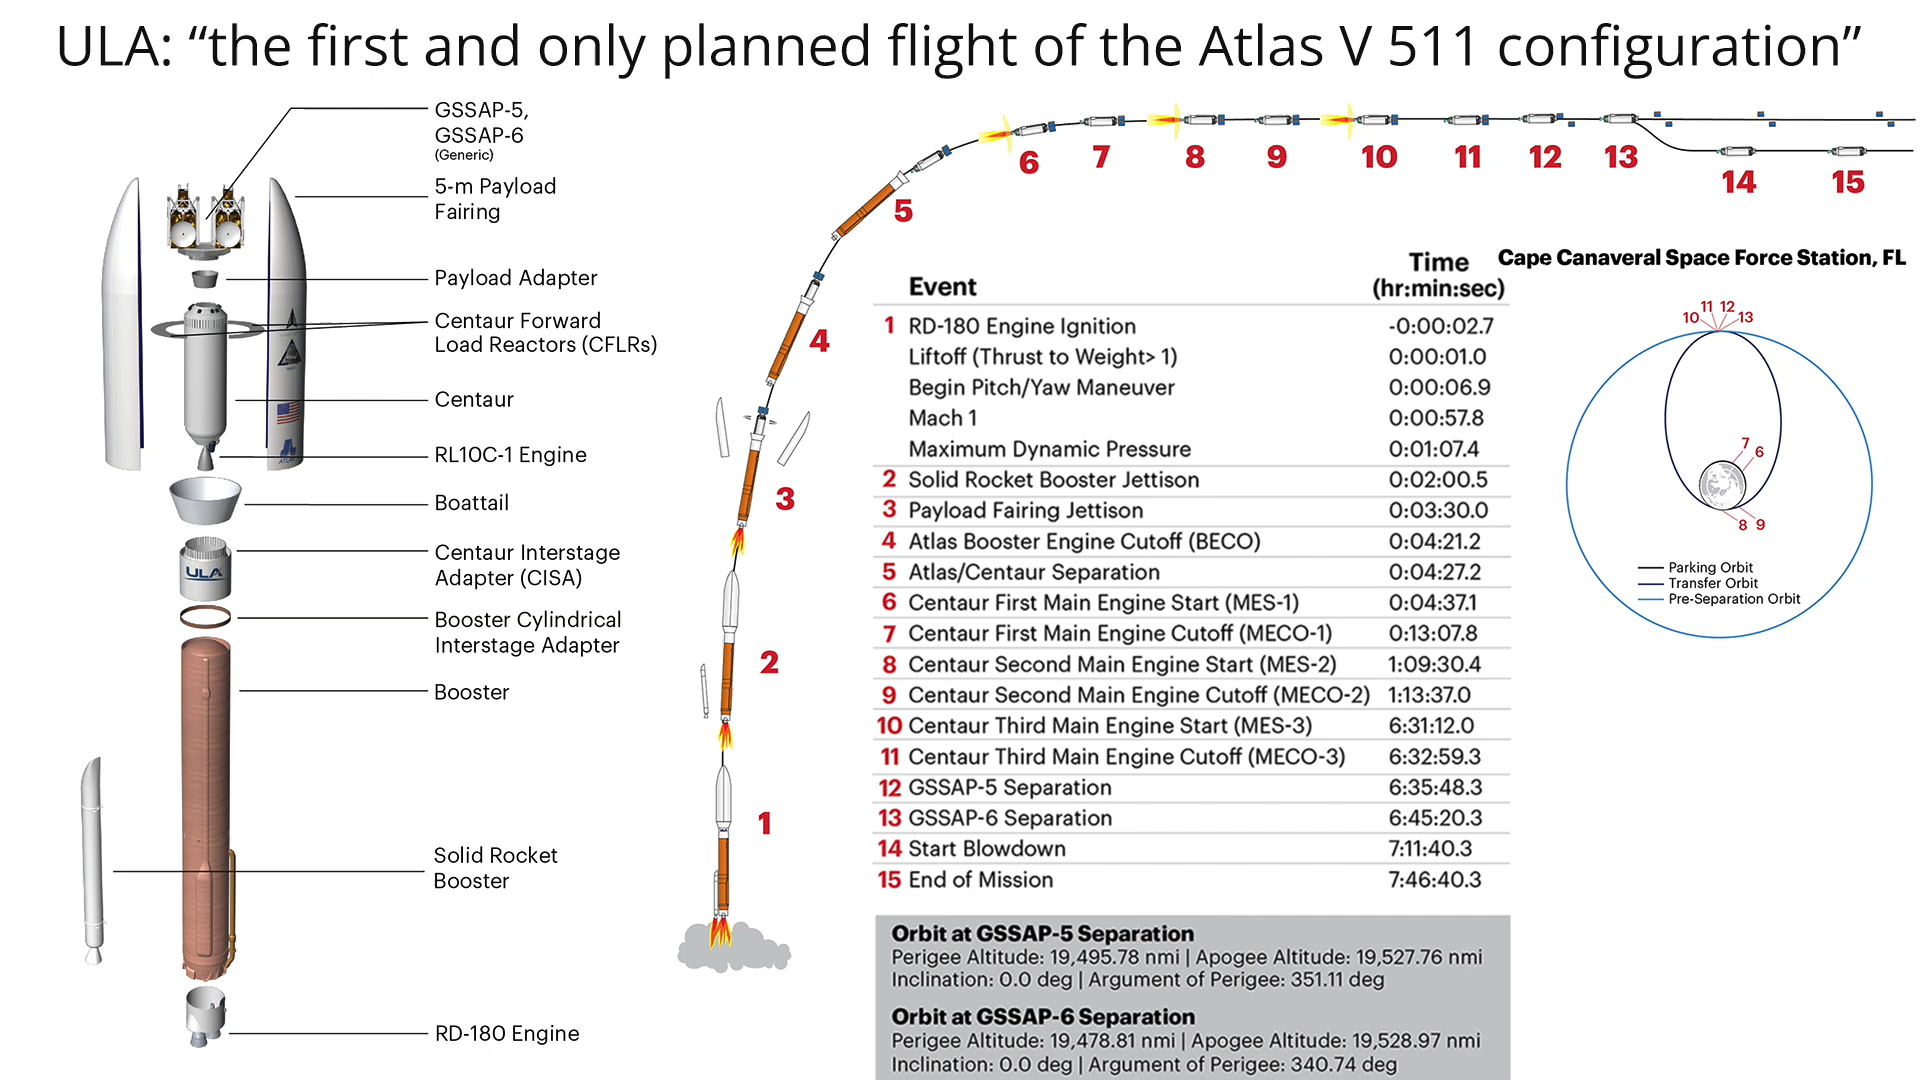 ULA: “the first and only planned flight of the Atlas V 511 configuration”
GSSAP-5,
GSSAP-6
(Generic)
5-m Payload
Fairing
Payload Adapter
Centaur Forward
Load Reactors (CFLRs)
Centaur
RL10C-1 Engine
Boattail
Centaur Interstage
Adapter (CISA)
ULA
Booster Cylindrical
Interstage Adapter
Booster
Solid Rocket
Booster
RD-180 Engine
1
2
3
4
5
6
7
8
9
10
11
12
13
14
15
Event Time (hr:min:sec)
1 RD-180 Engine Ignition -0:00:02.7
Liftoff (Thrust to Weight> 1) 0:00:01.0
Begin Pitch/Yaw Maneuver 0:00:06.9
Mach 1 0:00:57.8
Maximum Dynamic Pressure 0:01:07.4
2 Solid Rocket Booster Jettison 0:02:00.5
3 Payload Fairing Jettison 0:03:30.0
4 Atlas Booster Engine Cutoff (BECO) 0:04:21.2
5 Atlas/Centaur Separation 0:04:27.2
6 Centaur First Main Engine Start (MES-1) 0:04:37.1
7 Centaur First Main Engine Cutoff (MECO-1) 0:13:07.8
8 Centaur Second Main Engine Start (MES-2) 1:09:30.4
9 Centaur Second Main Engine Cutoff (MECO-2) 1:13:37.0
10 Centaur Third Main Engine Start (MES-3) 6:31:12.0
11 Centaur Third Main Engine Cutoff (MECO-3) 6:32:59.3
12 GSSAP-5 Separation 6:35:48.3
13 GSSAP-6 Separation 6:45:20.3
14 Start Blowdown 7:11:40.3
15 End of Mission 7:46:40.3
Orbit at GSSAP-5 Separation
Perigee Altitude: 19,495.78 nmi | Apogee Altitude: 19,527.76 nmi
Inclination: 0.0 deg | Argument of Perigee: 351.11 deg
Orbit at GSSAP-6 Separation
Perigee Altitude: 19,478.81 nmi | Apogee Altitude: 19,528.97 nmi
Inclination: 0.0 deg | Argument of Perigee: 340.74 deg
Cape Canaveral Space Force Station, FL
10 11 12 13
7 6
8 9
Parking Orbit
Transfer Orbit
Pre-Separation Orbit